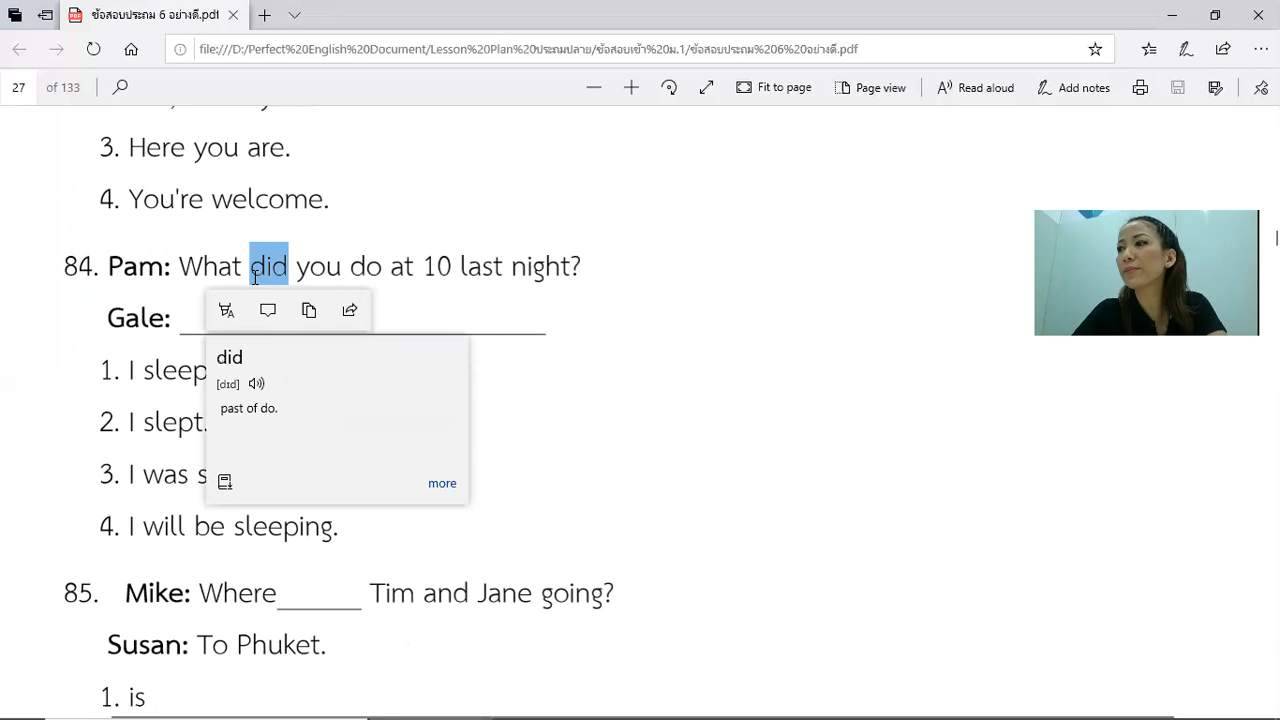 ข้อสอบประถม 6 อย่างดี.pdf
file:///D:/Perfect%20English%20Document/Lesson%20Plan%20ประถมปลาย/ข้อสอบเข้า%20ม.1/ข้อสอบประถม%206%20อย่างดี.pdf
27 of 133 Fit to page Page view Read aloud Add notes
3. Here you are.
4. You're welcome.
84. Pam: What did you do at 10 last night?
Gale:
1. I sleep
2. I slept.
3. I was s
4. I will be sleeping.
did
[dɪd]
past of do.
more
85. Mike: Where______ Tim and Jane going?
Susan: To Phuket.
1. is